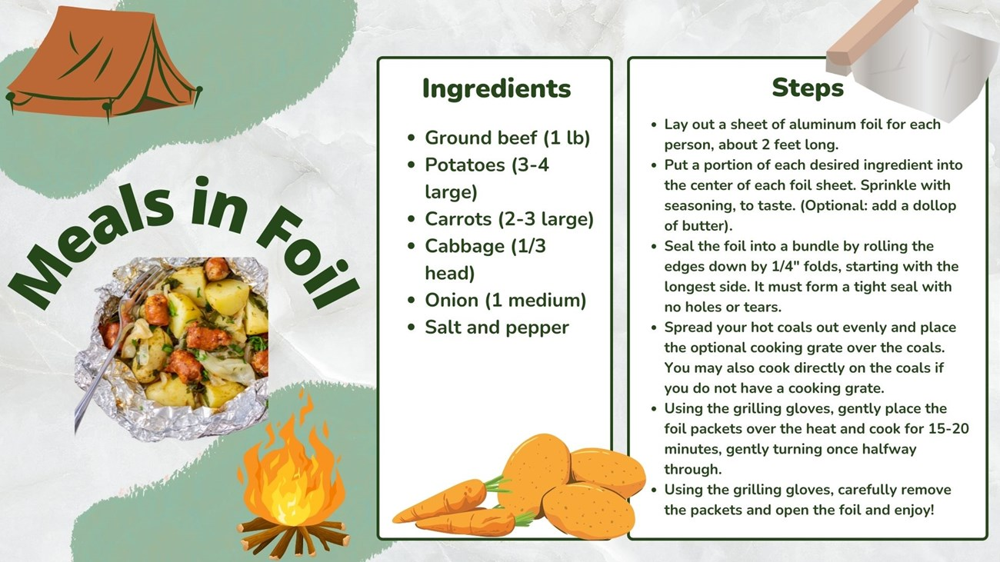 Meals in Foil
Ingredients
• Ground beef (1 lb)
• Potatoes (3-4
large)
• Carrots (2-3 large)
• Cabbage (1/3
head)
• Onion (1 medium)
• Salt and pepper
Steps
• Lay out a sheet of aluminum foil for each
person, about 2 feet long.
• Put a portion of each desired ingredient into
the center of each foil sheet. Sprinkle with
seasoning, to taste. (Optional: add a dollop
of butter).
• Seal the foil into a bundle by rolling the
edges down by 1/4" folds, starting with the
longest side. It must form a tight seal with
no holes or tears.
• Spread your hot coals out evenly and place
the optional cooking grate over the coals.
You may also cook directly on the coals if
you do not have a cooking grate.
• Using the grilling gloves, gently place the
foil packets over the heat and cook for 15-20
minutes, gently turning once halfway
through.
• Using the grilling gloves, carefully remove
the packets and open the foil and enjoy!